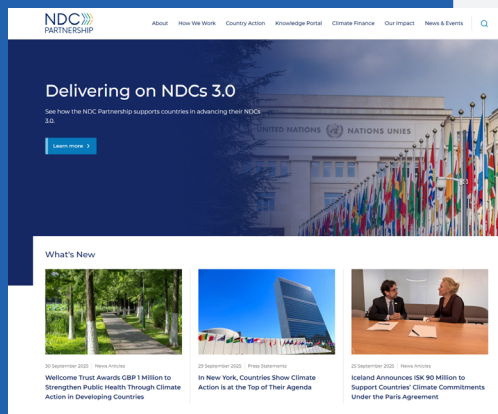 NDC
PARTNERSHIP
About How We Work Country Action Knowledge Portal Climate Finance Our Impact News & Events
Delivering on NDCs 3.0
See how the NDC Partnership supports countries in advancing their NDCs
3.0.
Learn more
UNITED NATIONS NATIONS UNIES
What's New
30 September 2025 | News Articles
Wellcome Trust Awards GBP 1 Million to
Strengthen Public Health Through Climate
Action in Developing Countries
29 September 2025 | Press Statements
In New York, Countries Show Climate
Action is at the Top of Their Agenda
25 September 2025 | News Articles
Iceland Announces ISK 90 Million to
Support Countries' Climate Commitments
Under the Paris Agreement